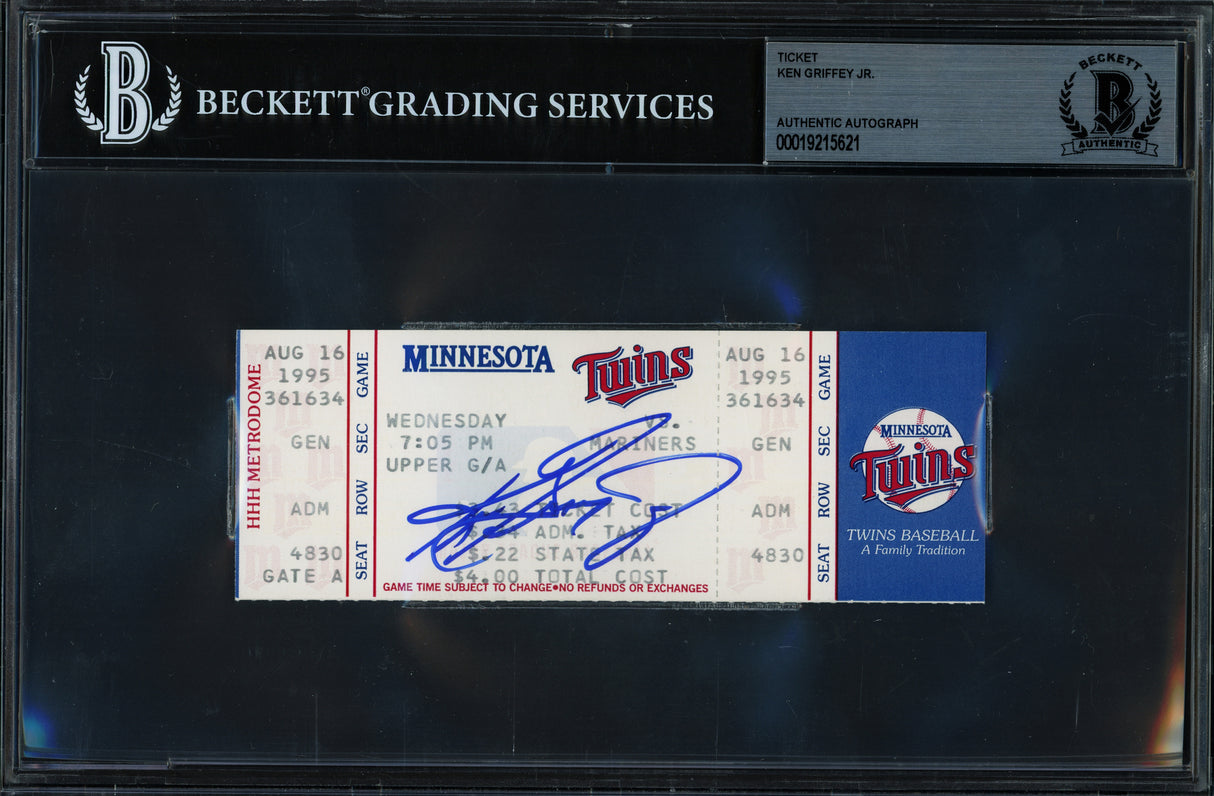 B BECKETT® GRADING SERVICES
TICKET
KEN GRIFFEY JR.
AUTHENTIC AUTOGRAPH
00019215621
BECKETT
B
AUTHENTIC
HHH METRODOME
AUG 16
1995
361634
GEN
ADM
4830
GATE A
GAME
SEC
ROW
SEAT
MINNESOTA Twins
WEDNESDAY VS.
7:05 PM MARINERS
UPPER G/A
TICKET COST
ADM. TAX
$.22 STATE TAX
$4.00 TOTAL COST
GAME TIME SUBJECT TO CHANGE•NO REFUNDS OR EXCHANGES
AUG 16
1995
361634
GEN
ADM
4830
GAME
SEC
ROW
SEAT
MINNESOTA
Twins
TWINS BASEBALL
A Family Tradition